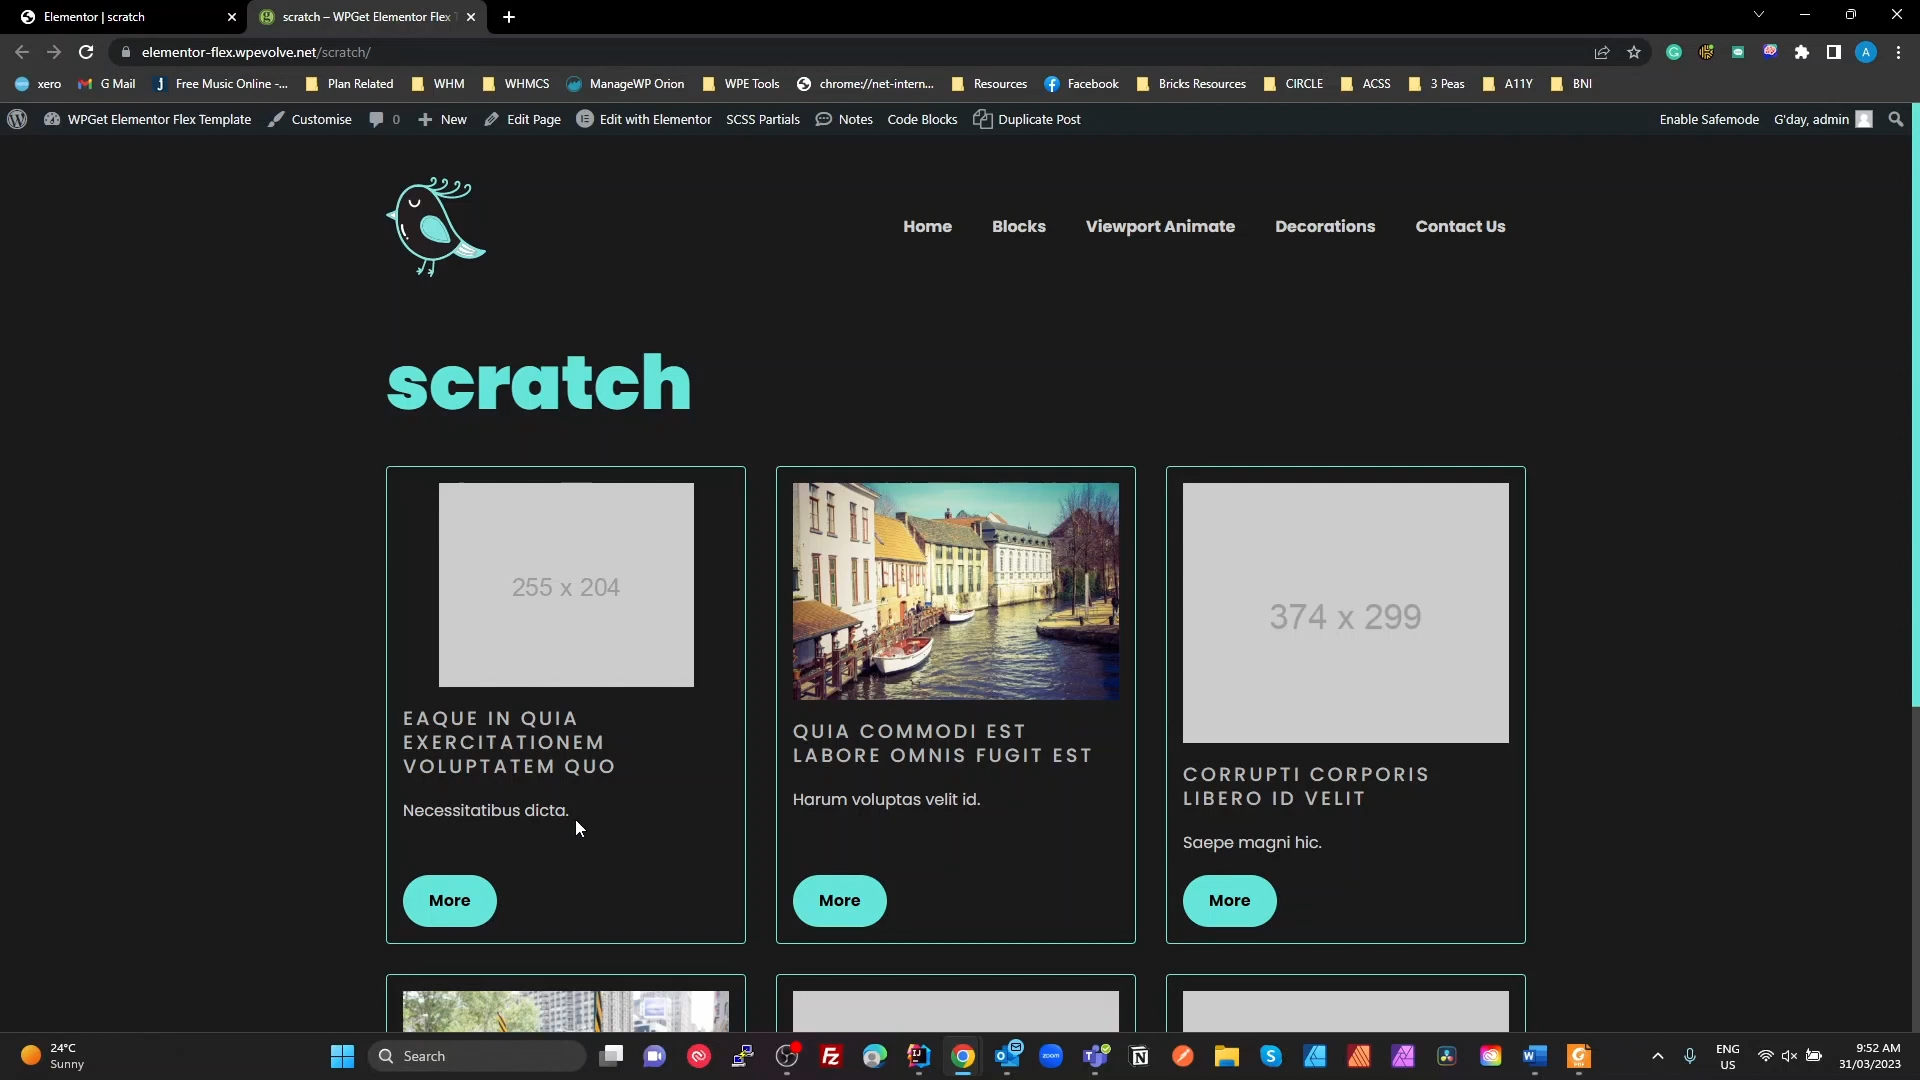 Elementor | scratch
scratch – WPGet Elementor Flex
elementor-flex.wpevolve.net/scratch/
xero
G Mail
Free Music Online -...
Plan Related
WHM
WHMCS
ManageWP Orion
WPE Tools
chrome://net-intern...
Resources
Facebook
Bricks Resources
CIRCLE
ACSS
3 Peas
A11Y
BNI
WPGet Elementor Flex Template
Customise
0
New
Edit Page
Edit with Elementor
SCSS Partials
Notes
Code Blocks
Duplicate Post
Enable Safemode
G'day, admin
Home
Blocks
Viewport Animate
Decorations
Contact Us
scratch
255 x 204
EAQUE IN QUIA
EXERCITATIONEM
VOLUPTATEM QUO
Necessitatibus dicta.
More
QUIA COMMODI EST
LABORE OMNIS FUGIT EST
Harum voluptas velit id.
More
374 x 299
CORRUPTI CORPORIS
LIBERO ID VELIT
Saepe magni hic.
More
24°C
Sunny
Search
zoom
ENG
US
9:52 AM
31/03/2023